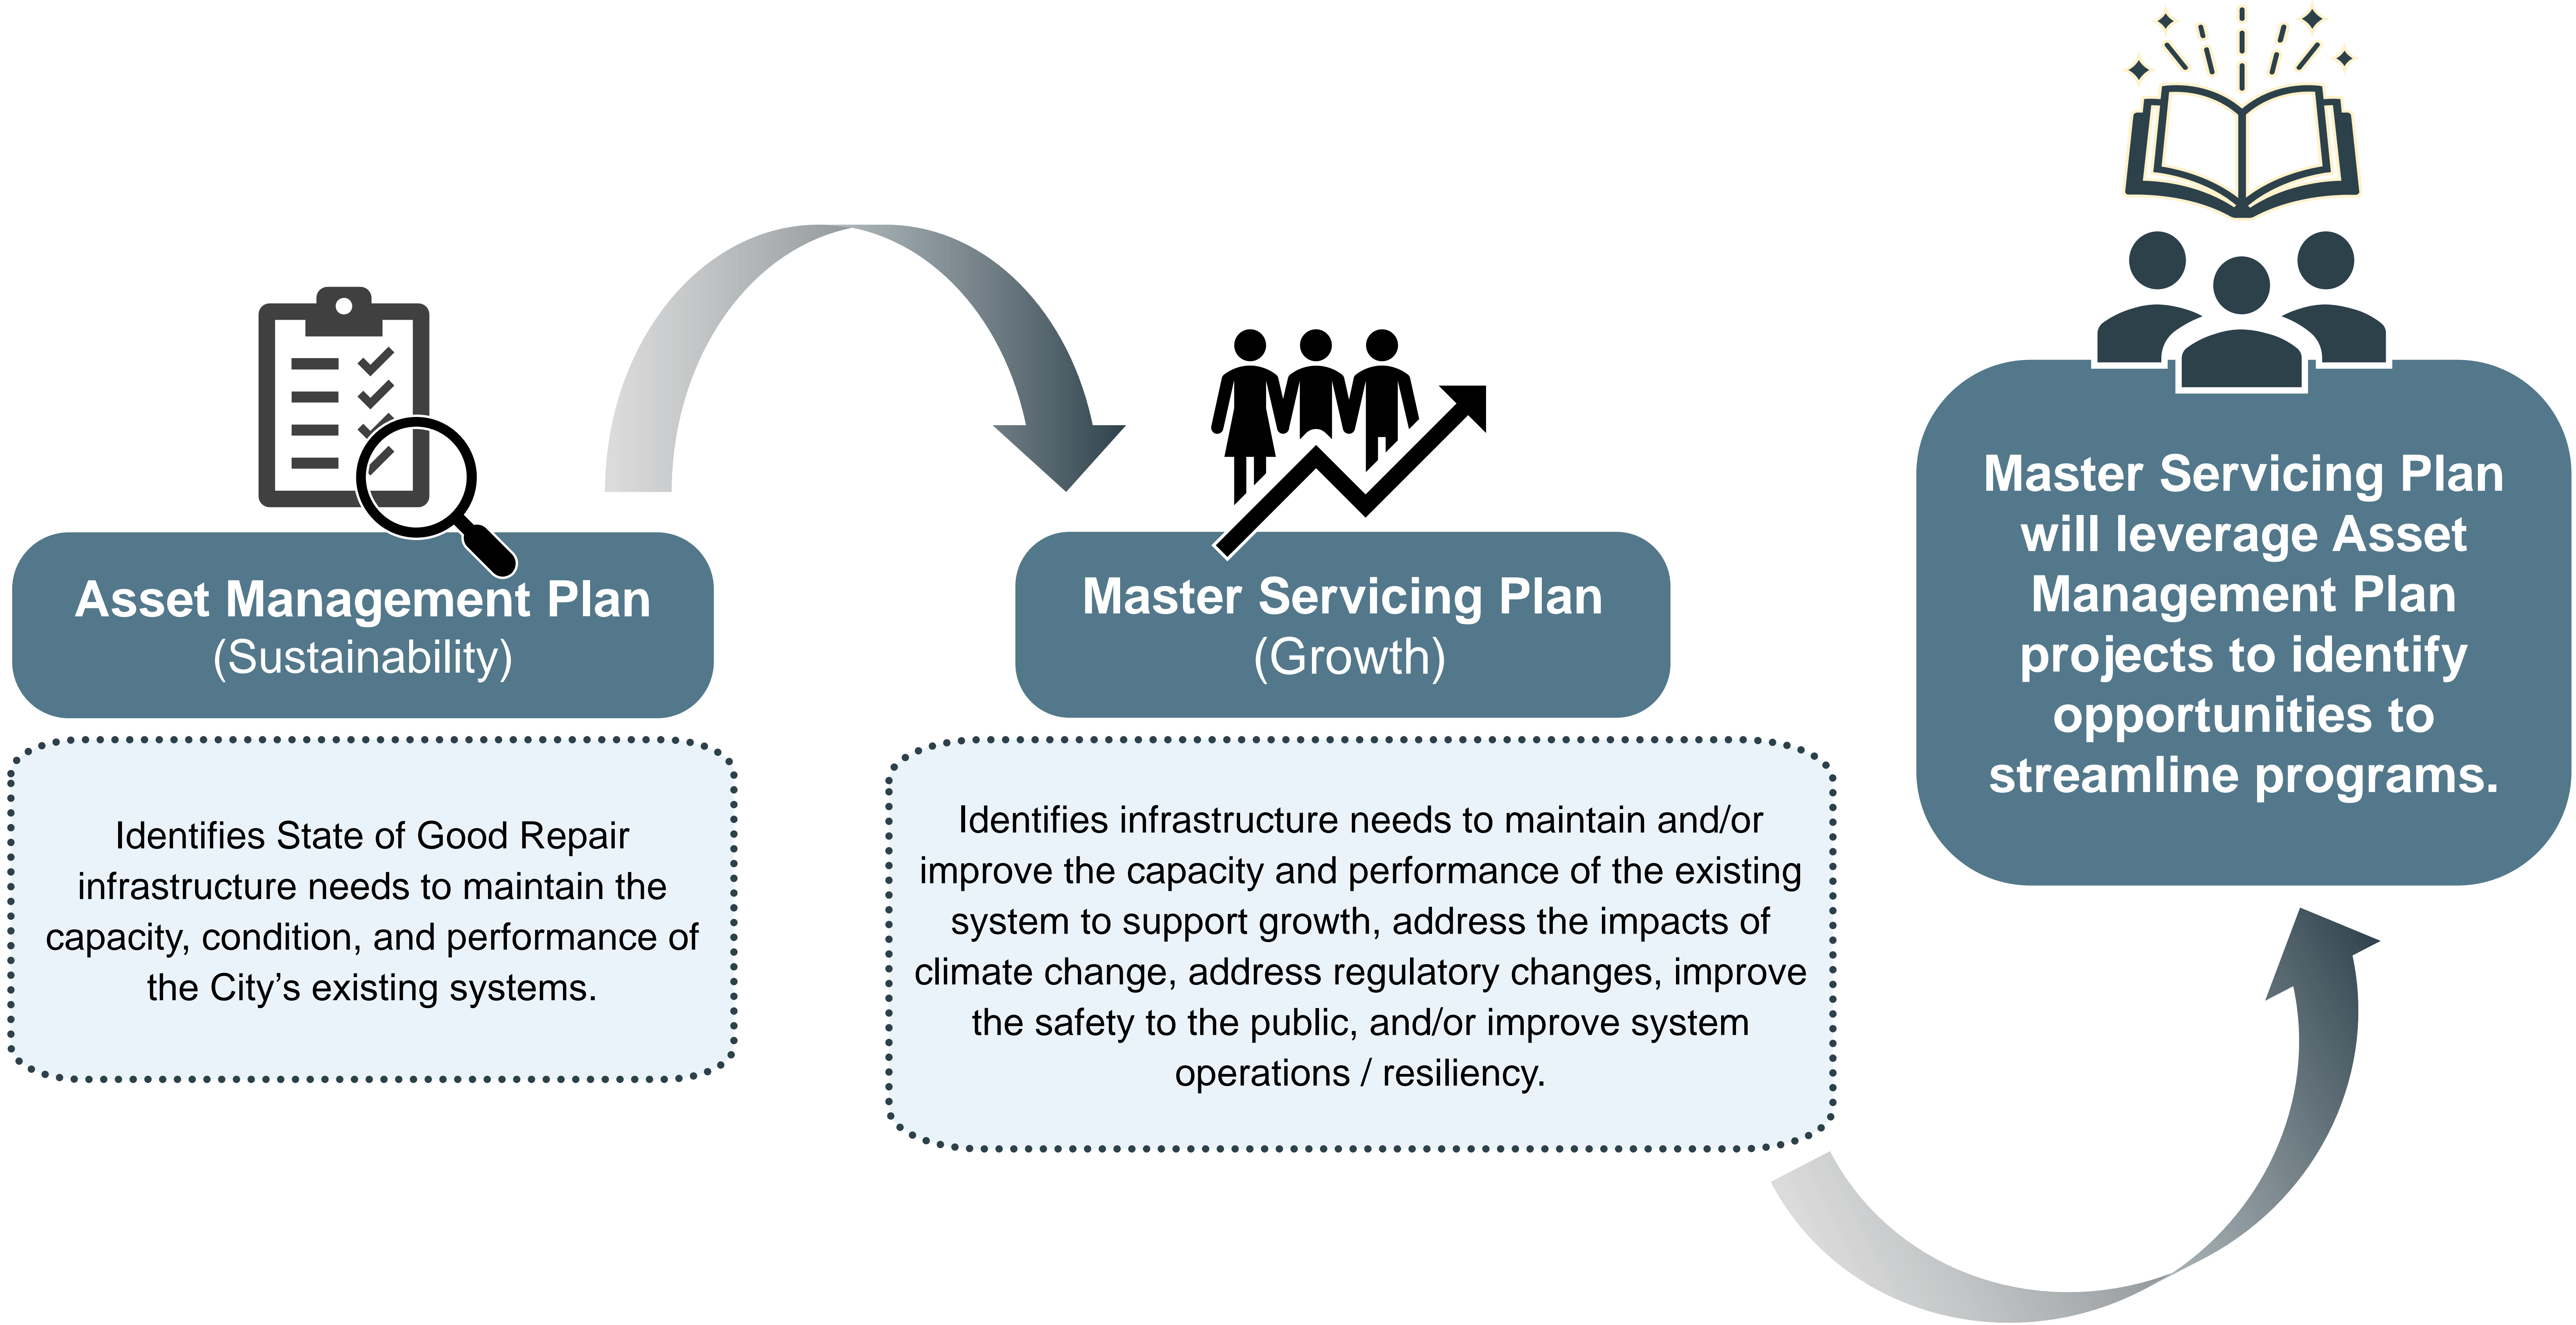 Asset Management Plan
(Sustainability)
Identifies State of Good Repair
infrastructure needs to maintain the
capacity, condition, and performance of
the City’s existing systems.
Master Servicing Plan
(Growth)
Identifies infrastructure needs to maintain and/or
improve the capacity and performance of the existing
system to support growth, address the impacts of
climate change, address regulatory changes, improve
the safety to the public, and/or improve system
operations / resiliency.
Master Servicing Plan
will leverage Asset
Management Plan
projects to identify
opportunities to
streamline programs.